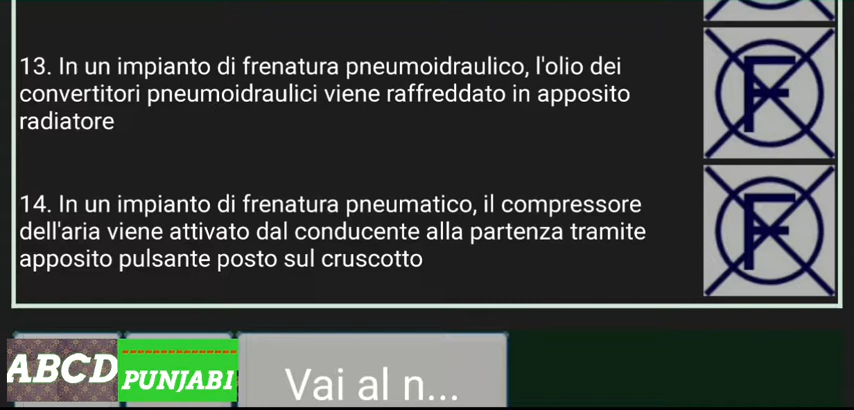 13. In un impianto di frenatura pneumoidraulico, l'olio dei
convertitori pneumoidraulici viene raffreddato in apposito
radiatore
F
14. In un impianto di frenatura pneumatico, il compressore
dell'aria viene attivato dal conducente alla partenza tramite
apposito pulsante posto sul cruscotto
F
ABCD
PUNJABI
Vai al n...